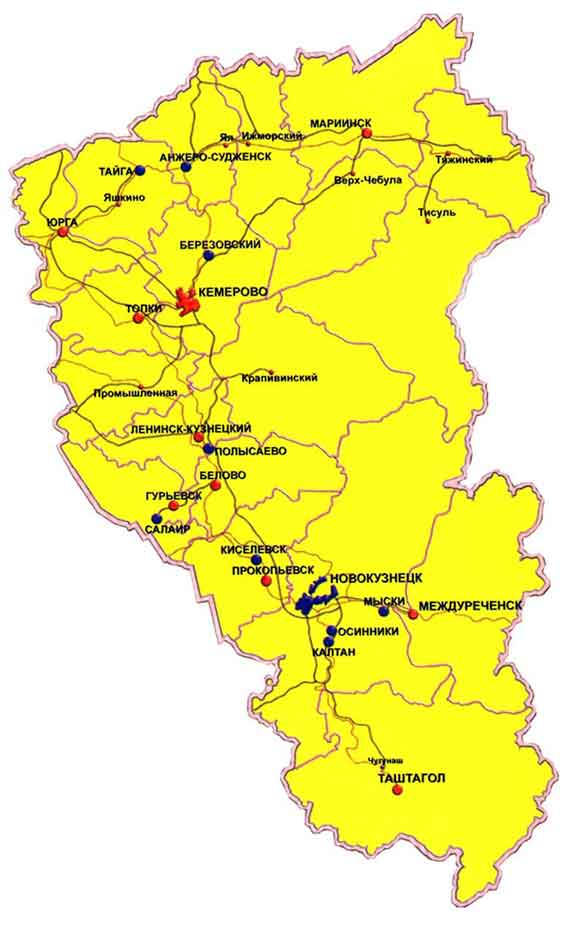 МАРИИНСК
Яя
Ижморский
АНЖЕРО-СУДЖЕНСК
Тяжинский
ТАЙГА
Верх-Чебула
Яшкино
Тисуль
ЮРГА
БЕРЕЗОВСКИЙ
КЕМЕРОВО
ТОПКИ
Крапивинский
Промышленная
ЛЕНИНСК-КУЗНЕЦКИЙ
ПОЛЫСАЕВО
БЕЛОВО
ГУРЬЕВСК
САЛАИР
КИСЕЛЕВСК
ПРОКОПЬЕВСК
НОВОКУЗНЕЦК
МЫСКИ
МЕЖДУРЕЧЕНСК
ОСИННИКИ
КАЛТАН
Чугунаш
ТАШТАГОЛ